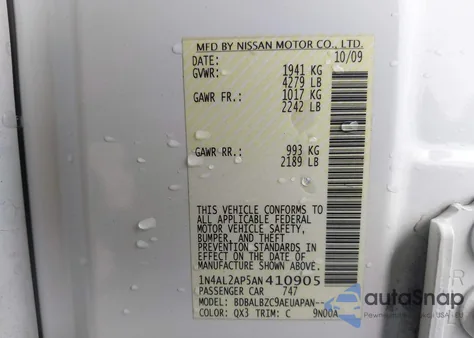 MFD BY NISSAN MOTOR CO., LTD.
DATE: 10/09
GVWR: 1941 KG
4279 LB
GAWR FR.: 1017 KG
2242 LB
GAWR RR.: 993 KG
2189 LB
THIS VEHICLE CONFORMS TO
ALL APPLICABLE FEDERAL
MOTOR VEHICLE SAFETY,
BUMPER, AND THEFT
PREVENTION STANDARDS IN
EFFECT ON THE DATE OF
MANUFACTURE SHOWN ABOVE.
1N4AL2AP5AN410905
PASSENGER CAR 747
MODEL: BDBALBZC9AEUAPAN--
COLOR: QX3 TRIM: C 9N00A
autoSnap